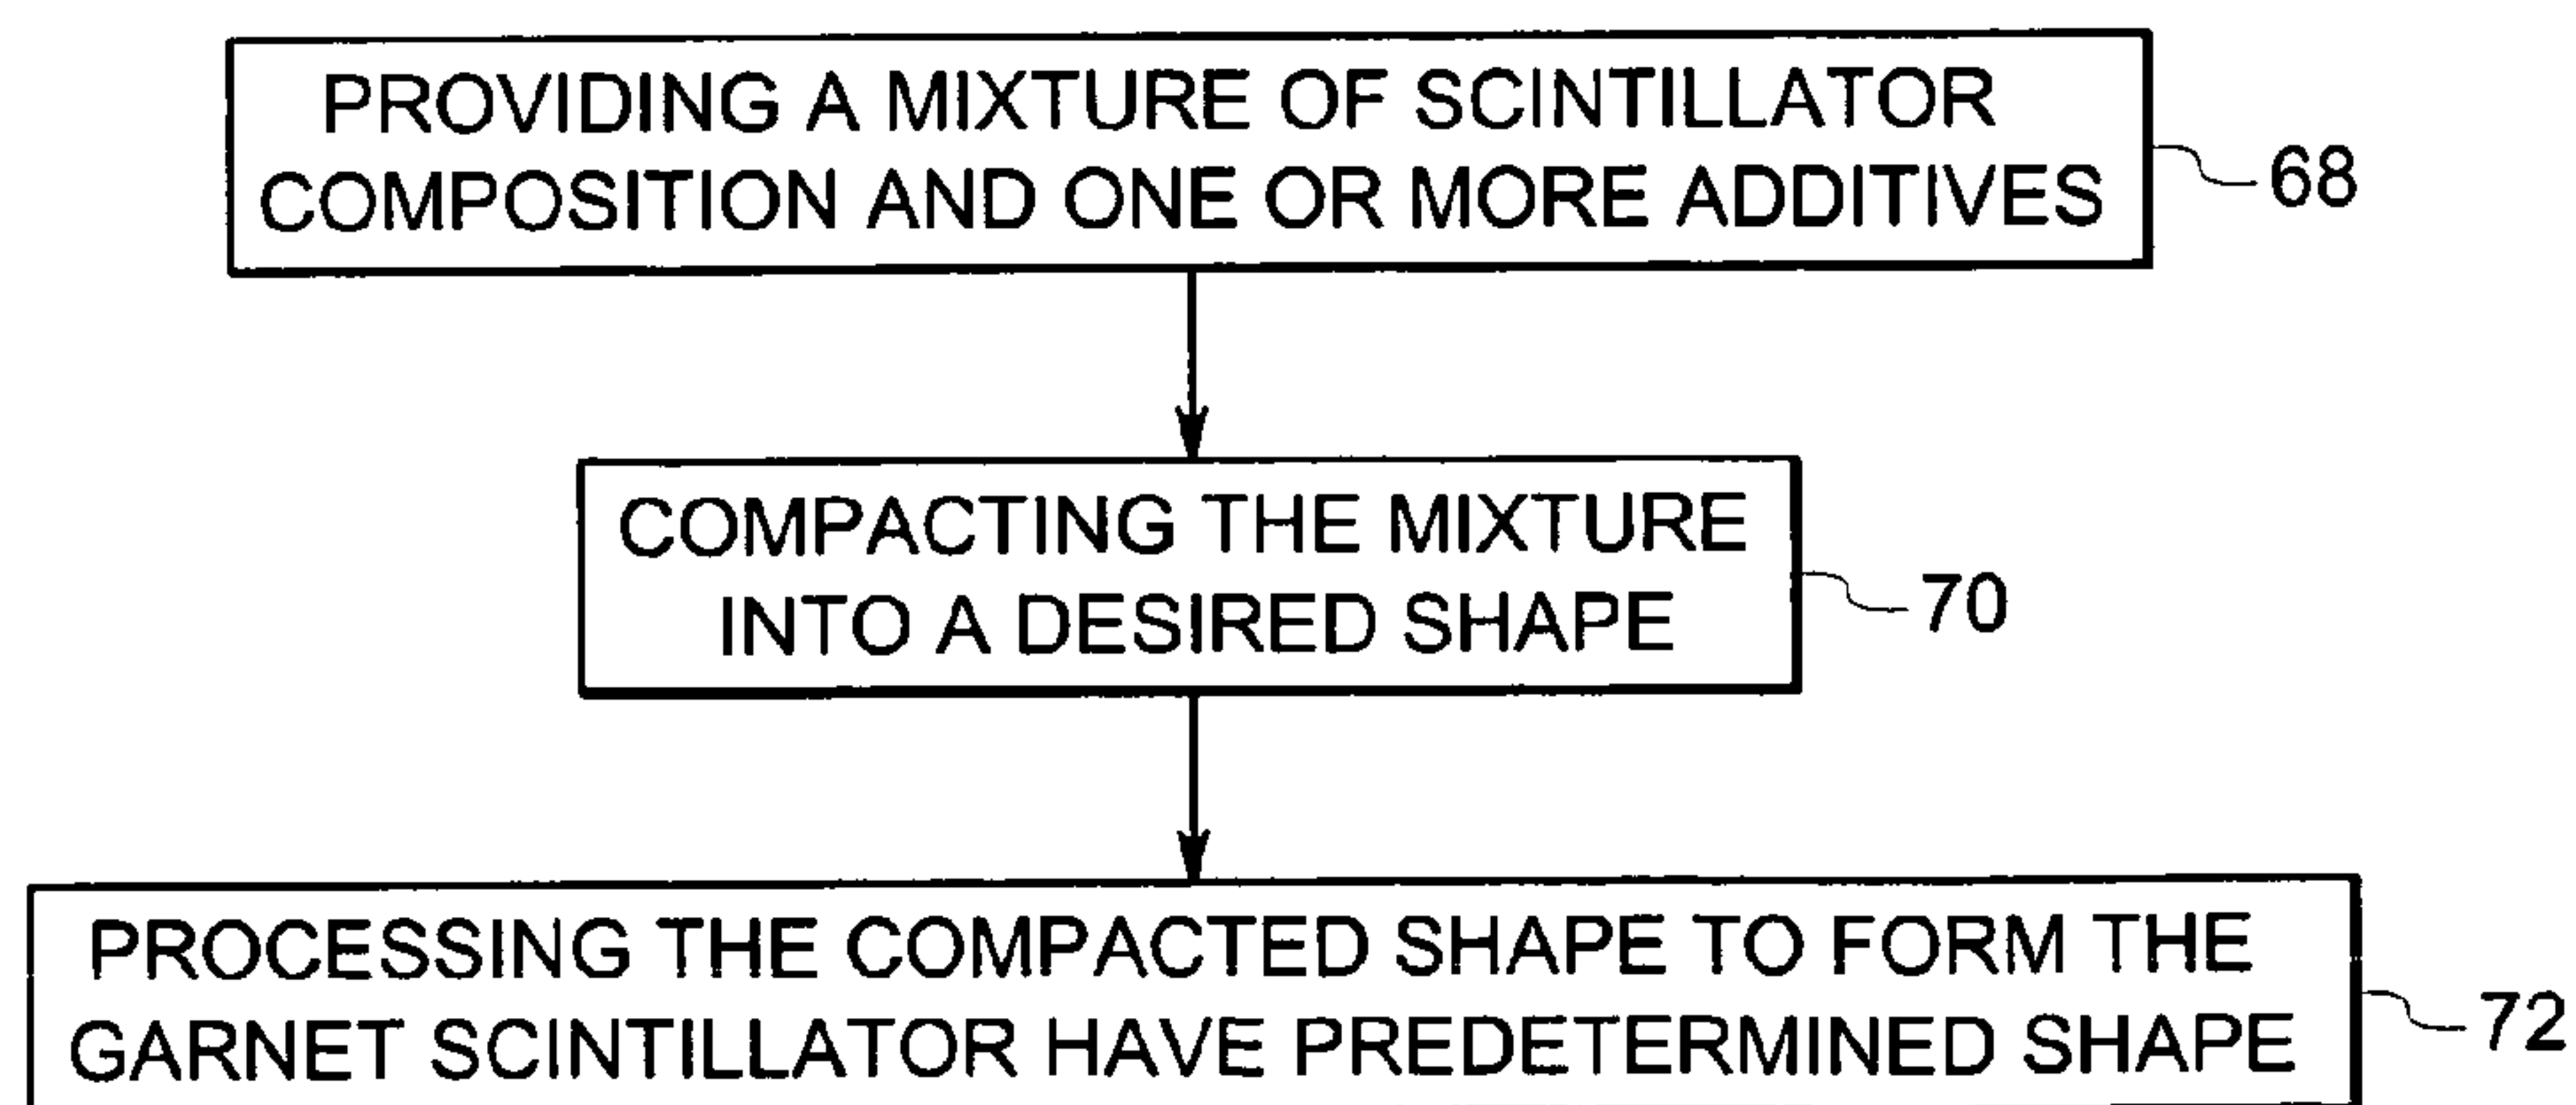 PROVIDING A MIXTURE OF SCINTILLATOR
COMPOSITION AND ONE OR MORE ADDITIVES
68
COMPACTING THE MIXTURE
INTO A DESIRED SHAPE
70
PROCESSING THE COMPACTED SHAPE TO FORM THE
GARNET SCINTILLATOR HAVE PREDETERMINED SHAPE
72